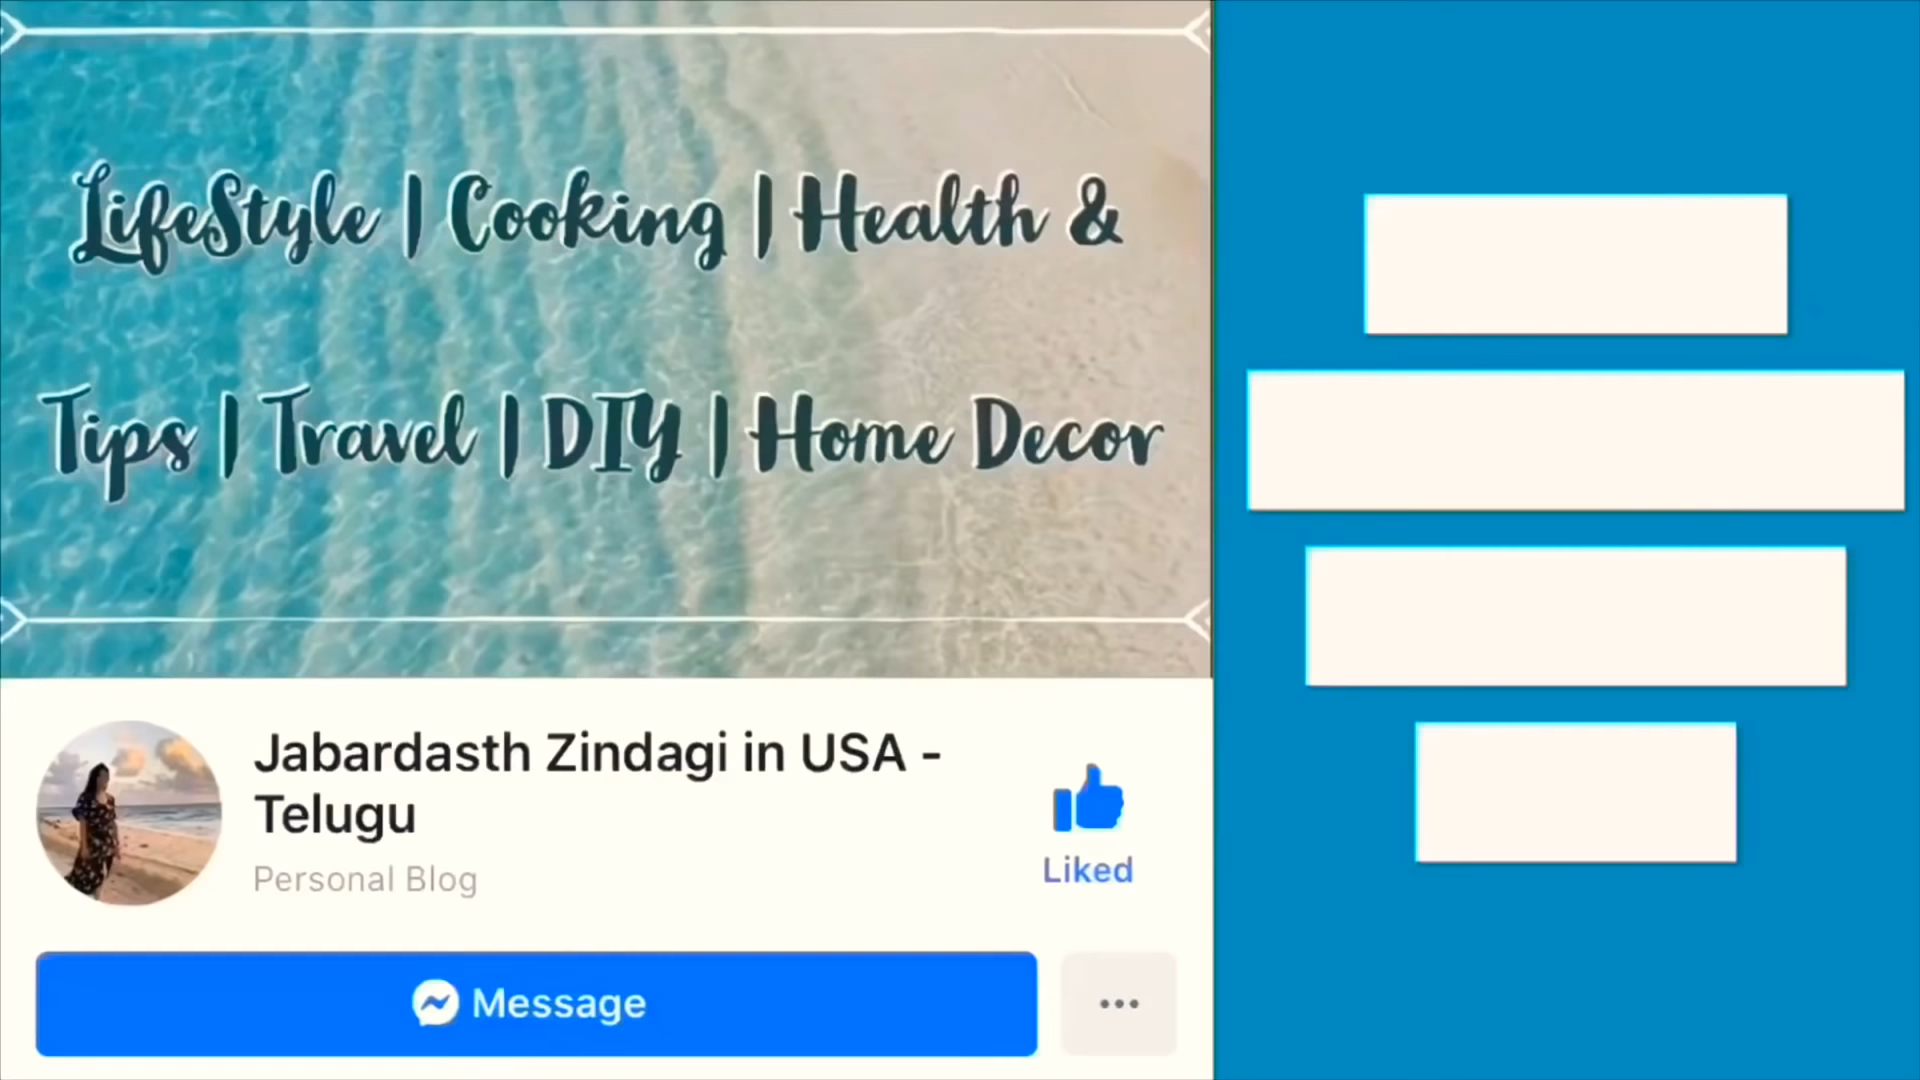 LifeStyle | Cooking | Health &
Tips | Travel | DIY | Home Decor
Jabardasth Zindagi in USA -
Telugu
Personal Blog
Liked
Message